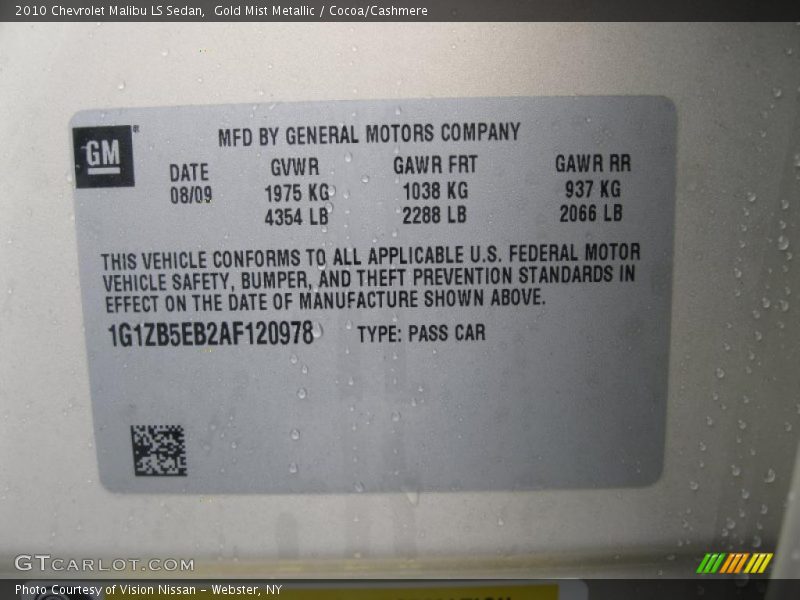 2010 Chevrolet Malibu LS Sedan, Gold Mist Metallic / Cocoa/Cashmere
GM
MFD BY GENERAL MOTORS COMPANY
DATE GVWR GAWR FRT GAWR RR
08/09 1975 KG 1038 KG 937 KG
4354 LB 2288 LB 2066 LB
THIS VEHICLE CONFORMS TO ALL APPLICABLE U.S. FEDERAL MOTOR
VEHICLE SAFETY, BUMPER, AND THEFT PREVENTION STANDARDS IN
EFFECT ON THE DATE OF MANUFACTURE SHOWN ABOVE.
1G1ZB5EB2AF120978 TYPE: PASS CAR
GTCARLOT.COM
Photo Courtesy of Vision Nissan - Webster, NY